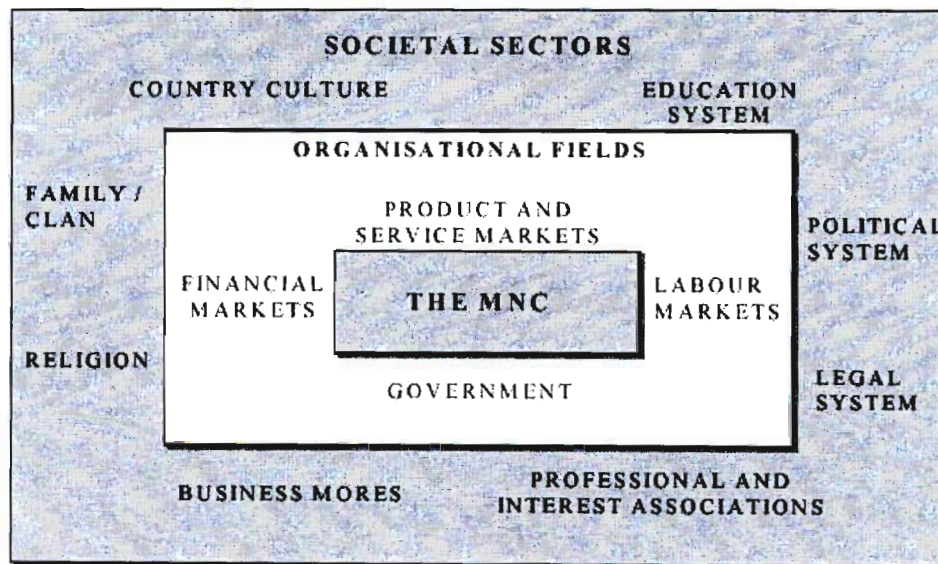 SOCIETAL SECTORS
COUNTRY CULTURE
EDUCATION
SYSTEM
ORGANISATIONAL FIELDS
FAMILY /
CLAN
PRODUCT AND
SERVICE MARKETS
POLITICAL
SYSTEM
FINANCIAL
MARKETS
THE MNC
LABOUR
MARKETS
RELIGION
GOVERNMENT
LEGAL
SYSTEM
BUSINESS MORES
PROFESSIONAL AND
INTEREST ASSOCIATIONS